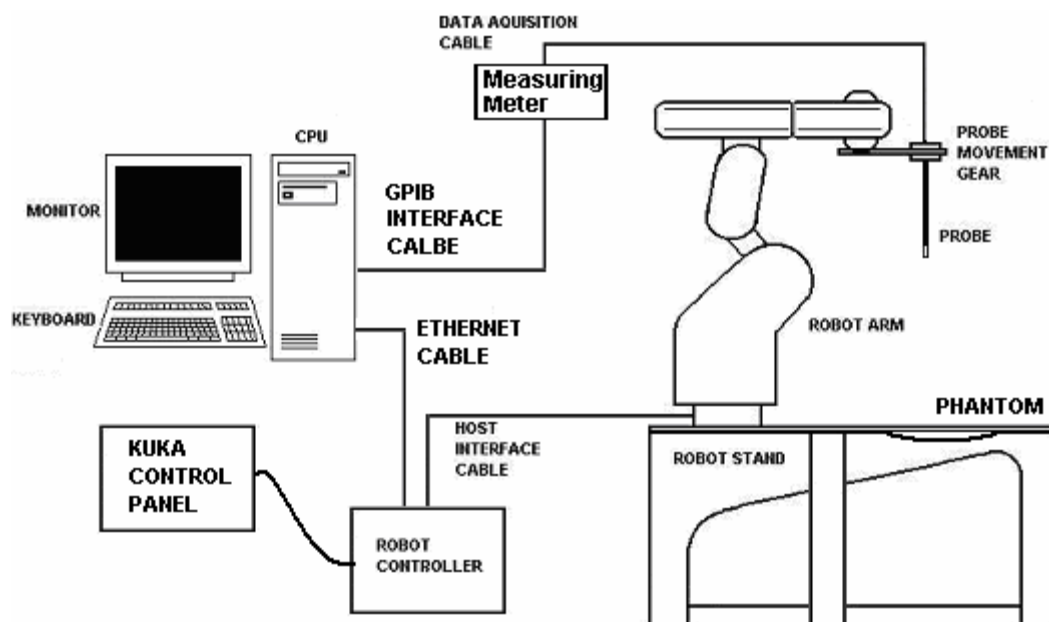 DATA AQUISITION
CABLE
Measuring
Meter
CPU
PROBE
MOVEMENT
GEAR
GPIB
INTERFACE
CALBE
MONITOR
PROBE
KEYBOARD
ETHERNET
CABLE
ROBOT ARM
PHANTOM
HOST
INTERFACE
CABLE
ROBOT STAND
KUKA
CONTROL
PANEL
ROBOT
CONTROLLER